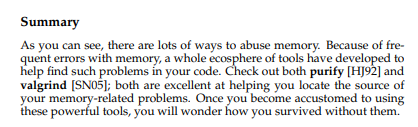 Summary
As you can see, there are lots of ways to abuse memory. Because of fre-
quent errors with memory, a whole ecosphere of tools have developed to
help find such problems in your code. Check out both purify [HJ92] and
valgrind [SN05]; both are excellent at helping you locate the source of
your memory-related problems. Once you become accustomed to using
these powerful tools, you will wonder how you survived without them.